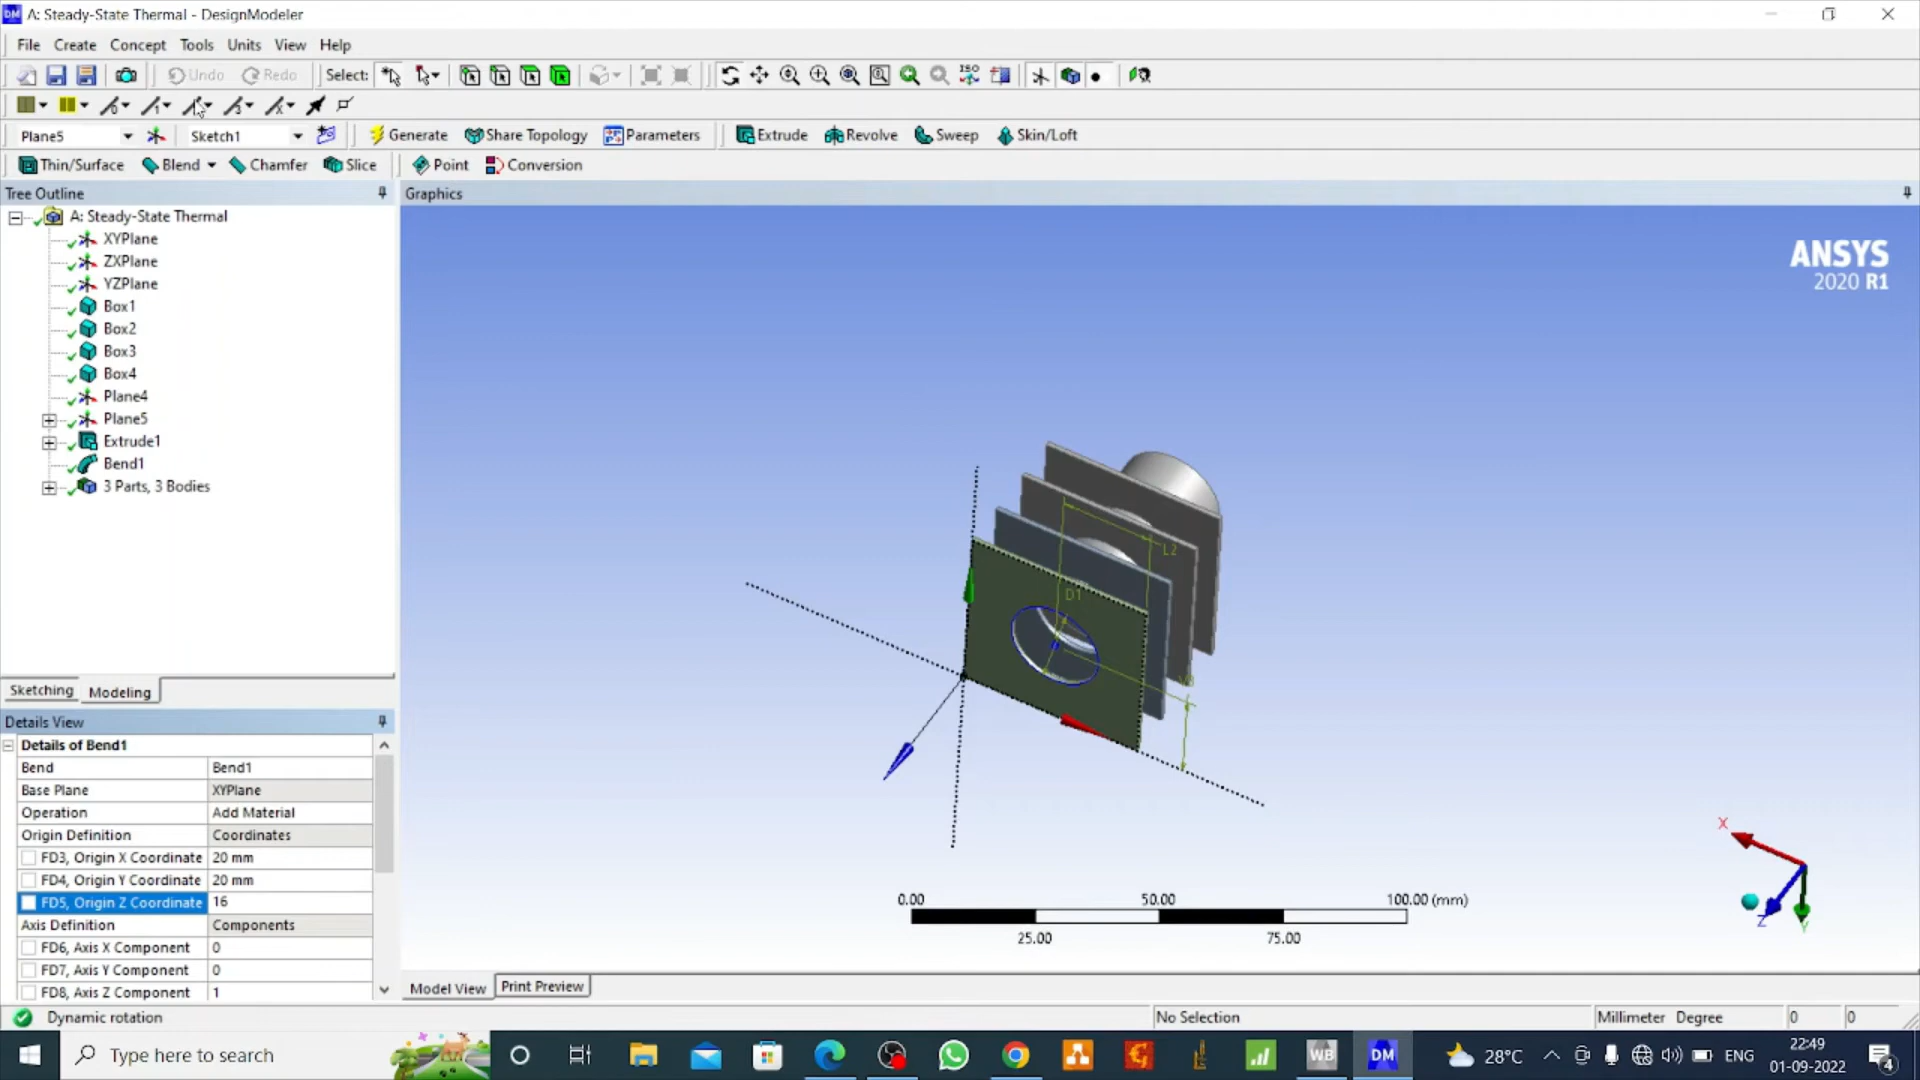 A: Steady-State Thermal - DesignModeler
File Create Concept Tools Units View Help
Undo Redo Select: ISO
Plane5 Sketch1 Generate Share Topology Parameters Extrude Revolve Sweep Skin/Loft
Thin/Surface Blend Chamfer Slice Point Conversion
Tree Outline
Graphics
A: Steady-State Thermal
XYPlane
ZXPlane
YZPlane
Box1
Box2
Box3
Box4
Plane4
Plane5
Extrude1
Bend1
3 Parts, 3 Bodies
Sketching Modeling
Details View
Details of Bend1
Bend Bend1
Base Plane XYPlane
Operation Add Material
Origin Definition Coordinates
FD3, Origin X Coordinate 20 mm
FD4, Origin Y Coordinate 20 mm
FD5, Origin Z Coordinate 16
Axis Definition Components
FD6, Axis X Component 0
FD7, Axis Y Component 0
FD8, Axis Z Component 1
ANSYS
2020 R1
L2
D1
X
Z
Y
0.00 50.00 100.00 (mm)
25.00 75.00
Model View Print Preview
Dynamic rotation No Selection Millimeter Degree 0 0
Type here to search
WB
DM
28°C
ENG
22:49
01-09-2022
4